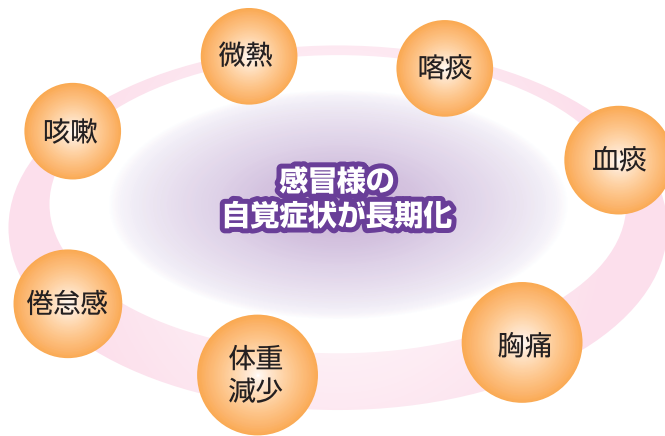 微熱
喀痰
咳嗽
血痰
感冒様の
自覚症状が長期化
倦怠感
体重
減少
胸痛